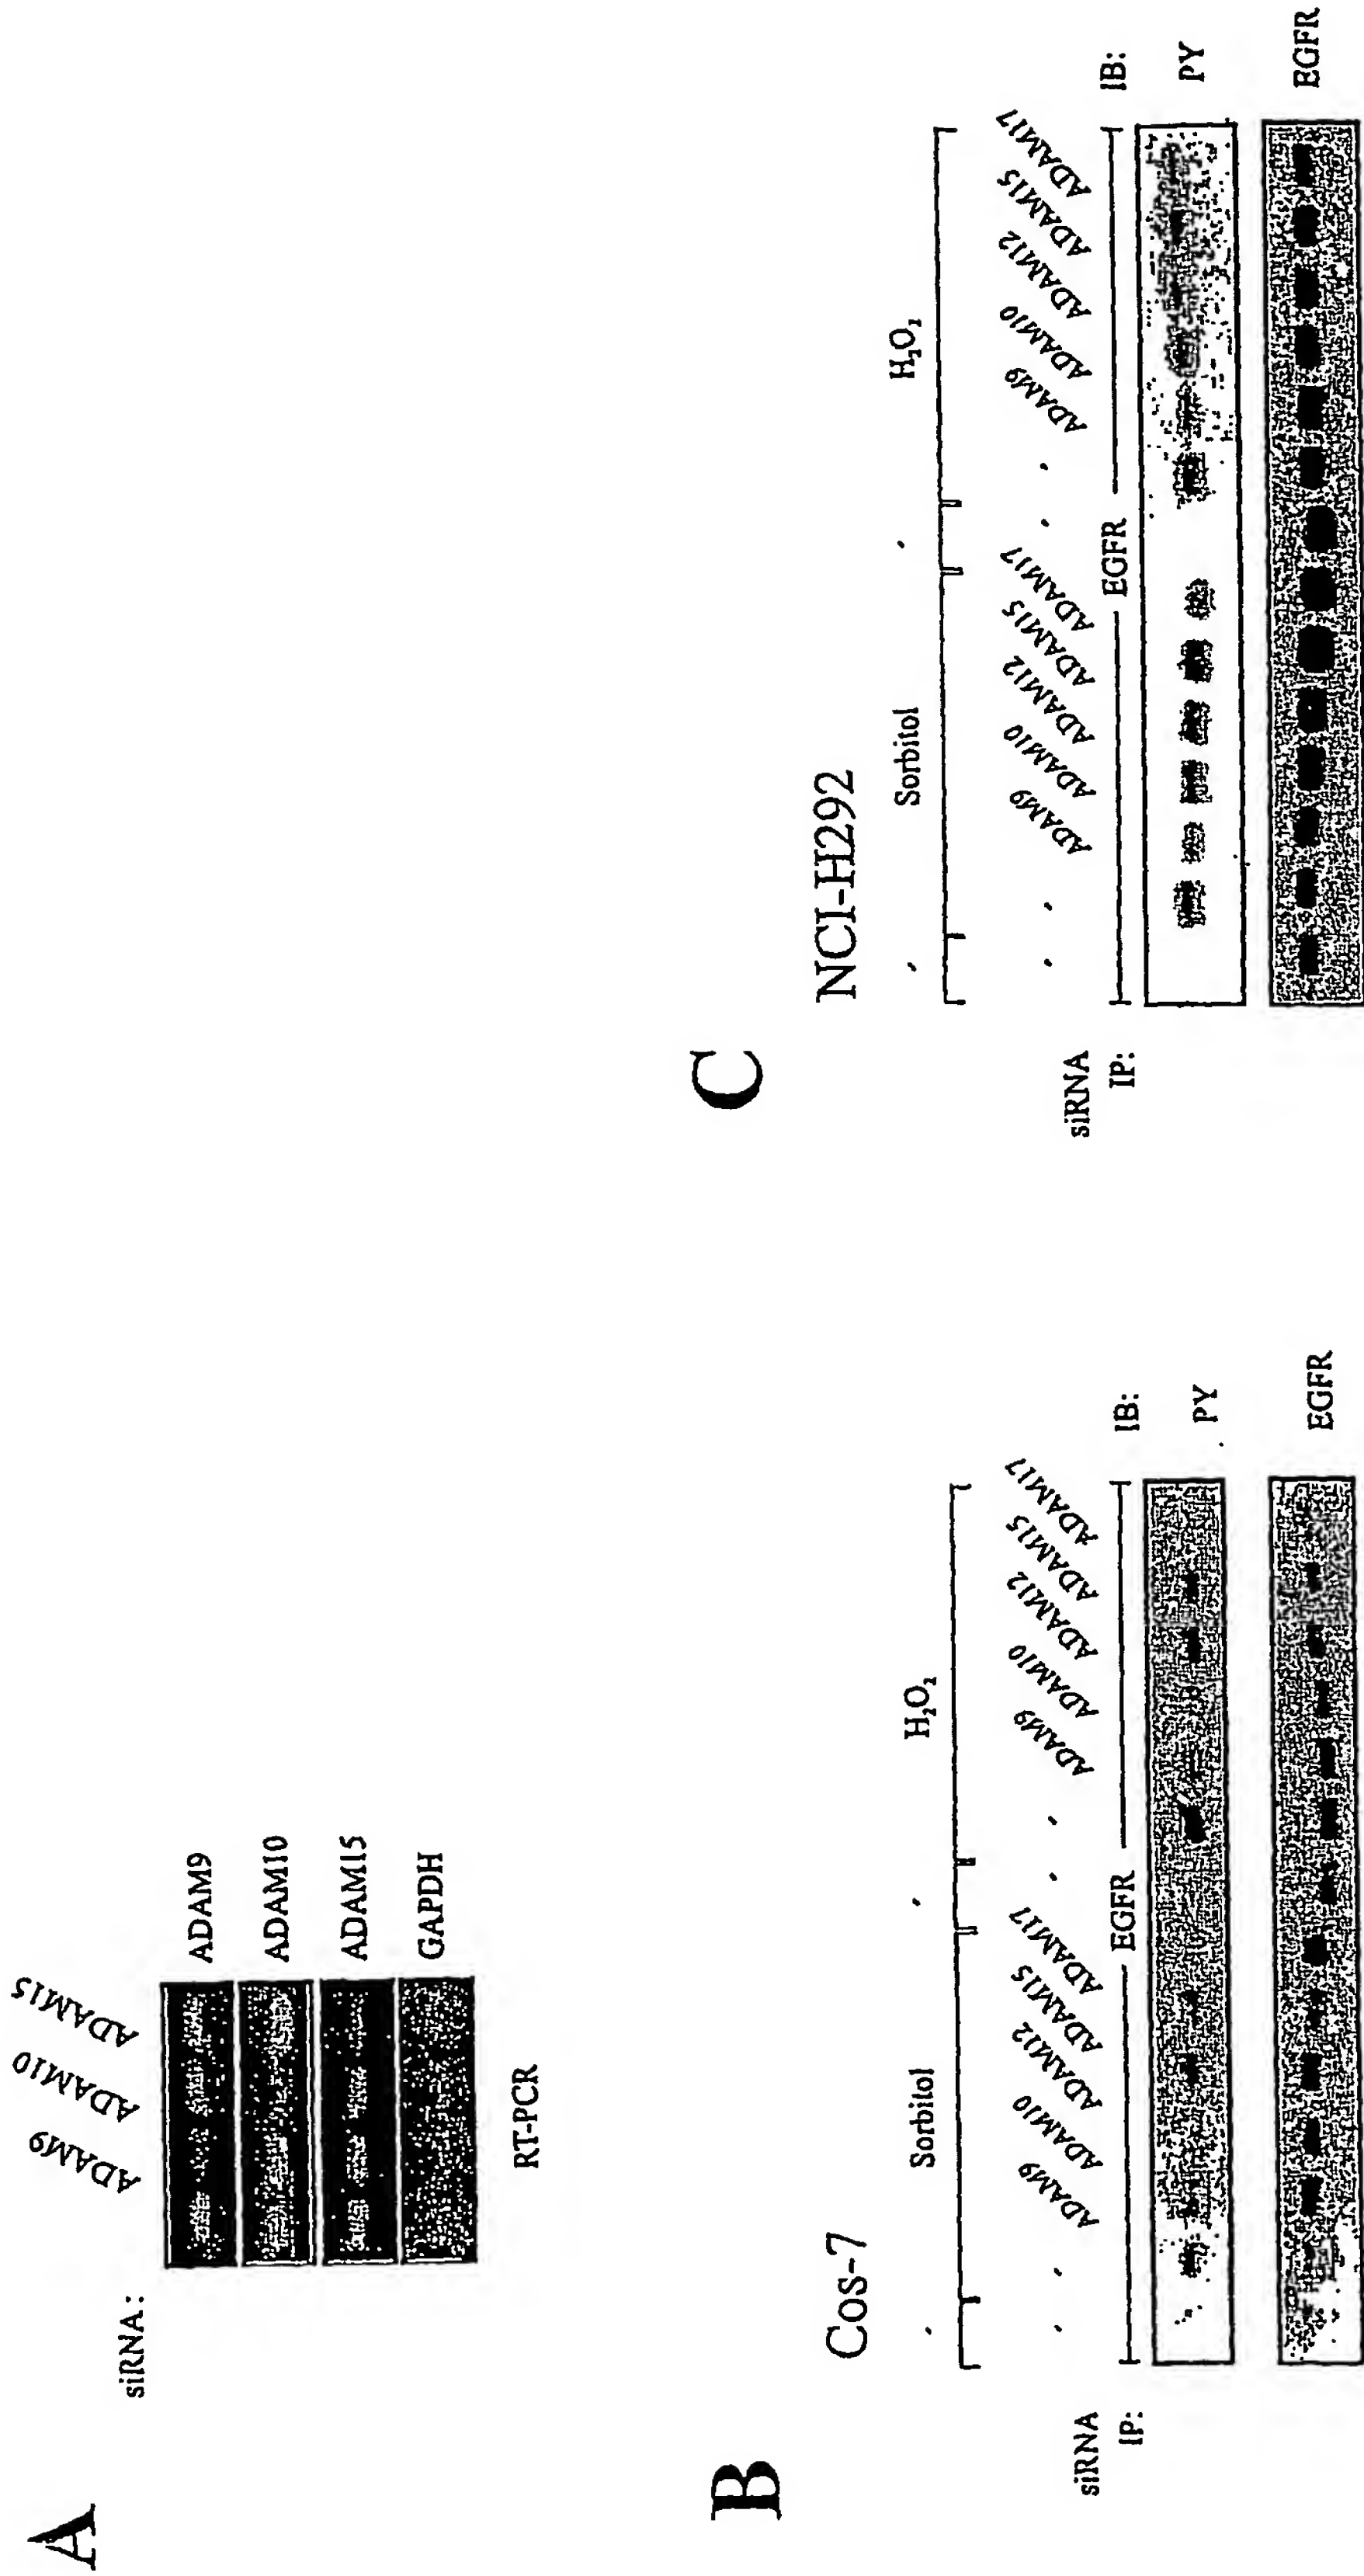 A
siRNA:
ADAM9 ADAM10 ADAM15
ADAM9
ADAM10
ADAM15
GAPDH
RT-PCR
B
Cos-7
- Sorbitol - H₂O₂
siRNA - - ADAM9 ADAM10 ADAM12 ADAM15 ADAM17 - - ADAM9 ADAM10 ADAM12 ADAM15 ADAM17
IP: EGFR IB:
PY
EGFR
C
NCI-H292
- Sorbitol - H₂O₂
siRNA - - ADAM9 ADAM10 ADAM12 ADAM15 ADAM17 - - ADAM9 ADAM10 ADAM12 ADAM15 ADAM17
IP: EGFR IB:
PY
EGFR